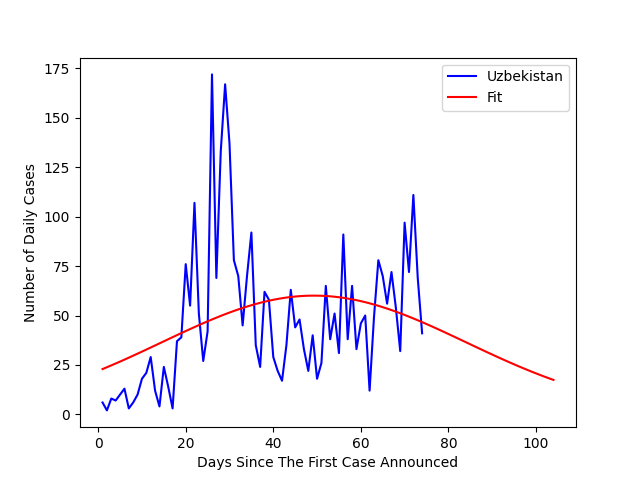 Uzbekistan
Fit
Number of Daily Cases
175
150
125
100
75
50
25
0
0 20 40 60 80 100
Days Since The First Case Announced